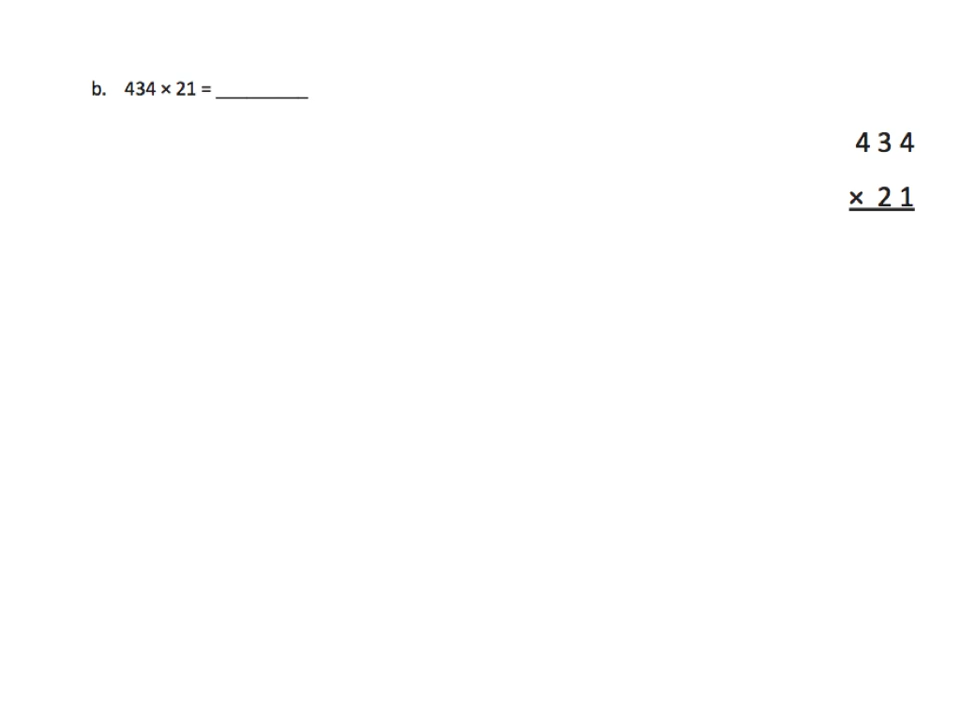 b. 434 × 21 = _________
4 3 4
× 2 1